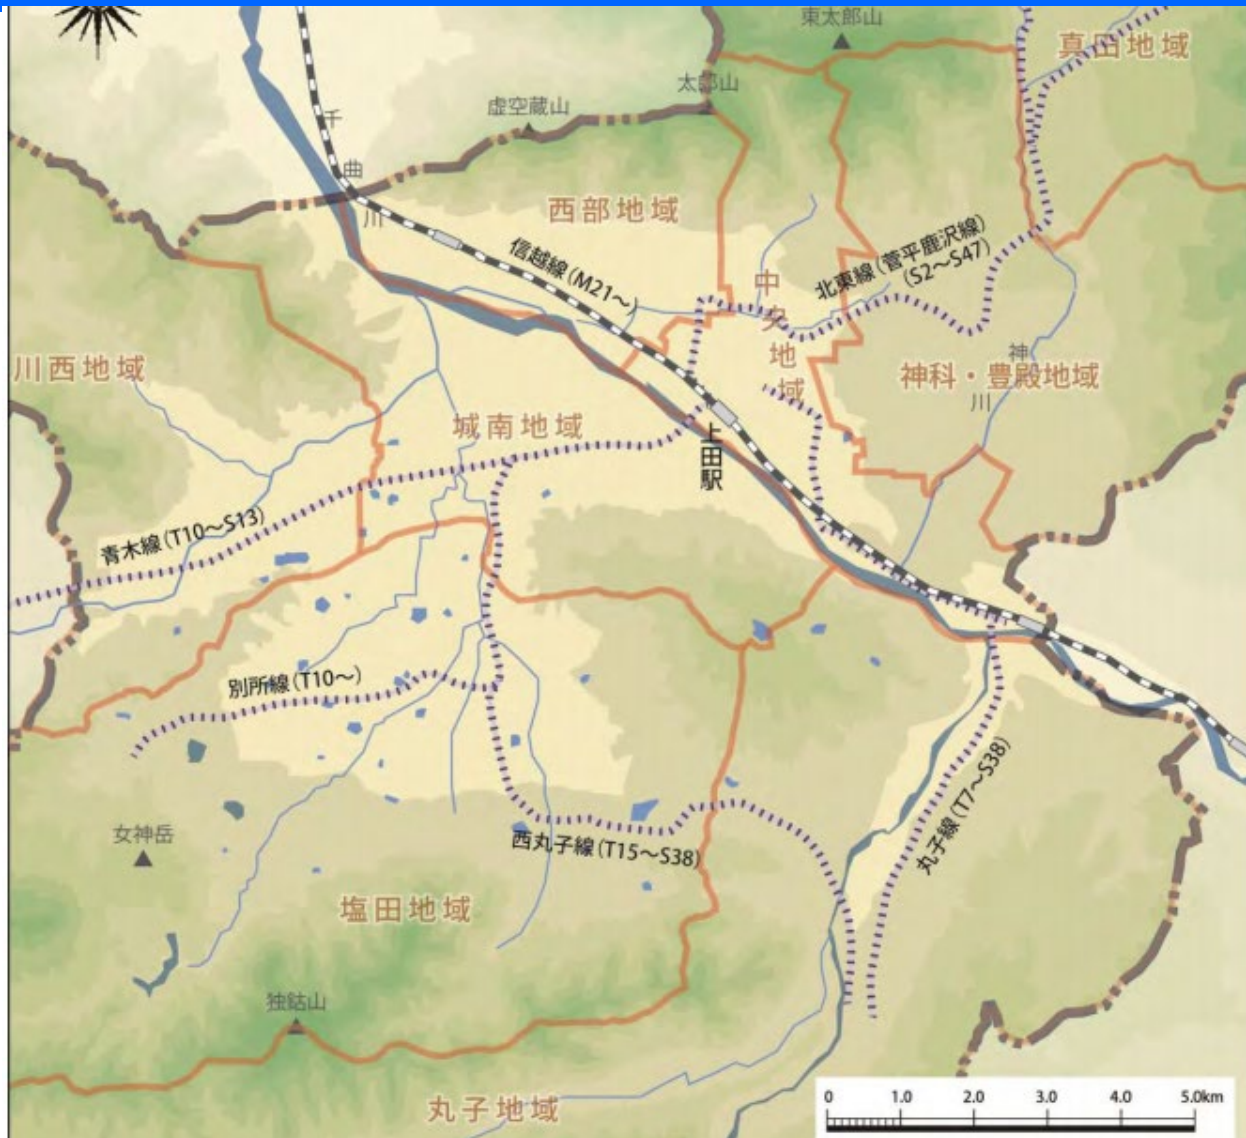 東太郎山
真田地域
太郎山
虚空蔵山
千
曲
川
西部地域
信越線(M21～)
中
央
地
域
北東線(菅平鹿沢線)
(S2～S47)
川西地域
神
川
神科・豊殿地域
城南地域
上田駅
青木線(T10～S13)
別所線(T10～)
女神岳
西丸子線(T15～S38)
丸子線(T7～S38)
塩田地域
独鈷山
丸子地域
0 1.0 2.0 3.0 4.0 5.0km